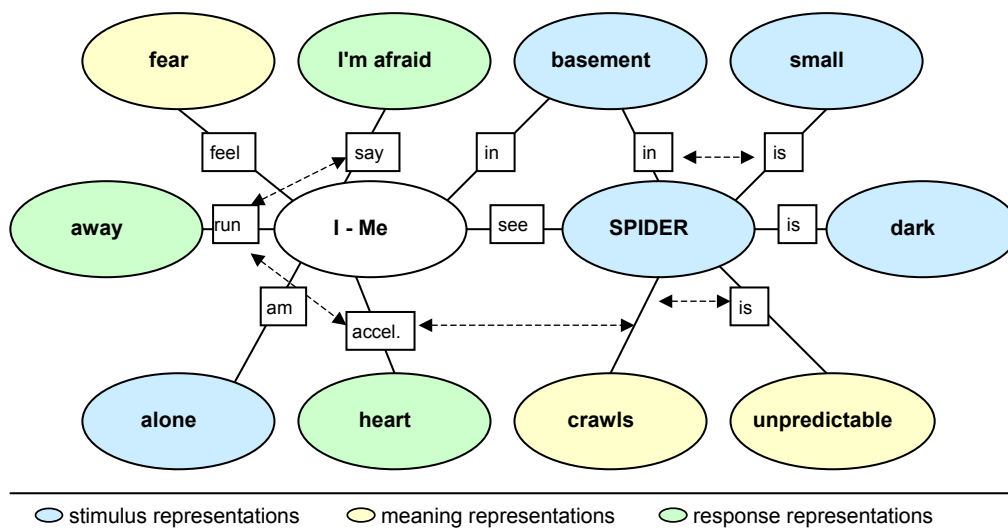 fear
I'm afraid
basement
small
feel
say
in
in
is
away
run
I - Me
see
SPIDER
is
dark
am
accel.
is
alone
heart
crawls
unpredictable
stimulus representations
meaning representations
response representations